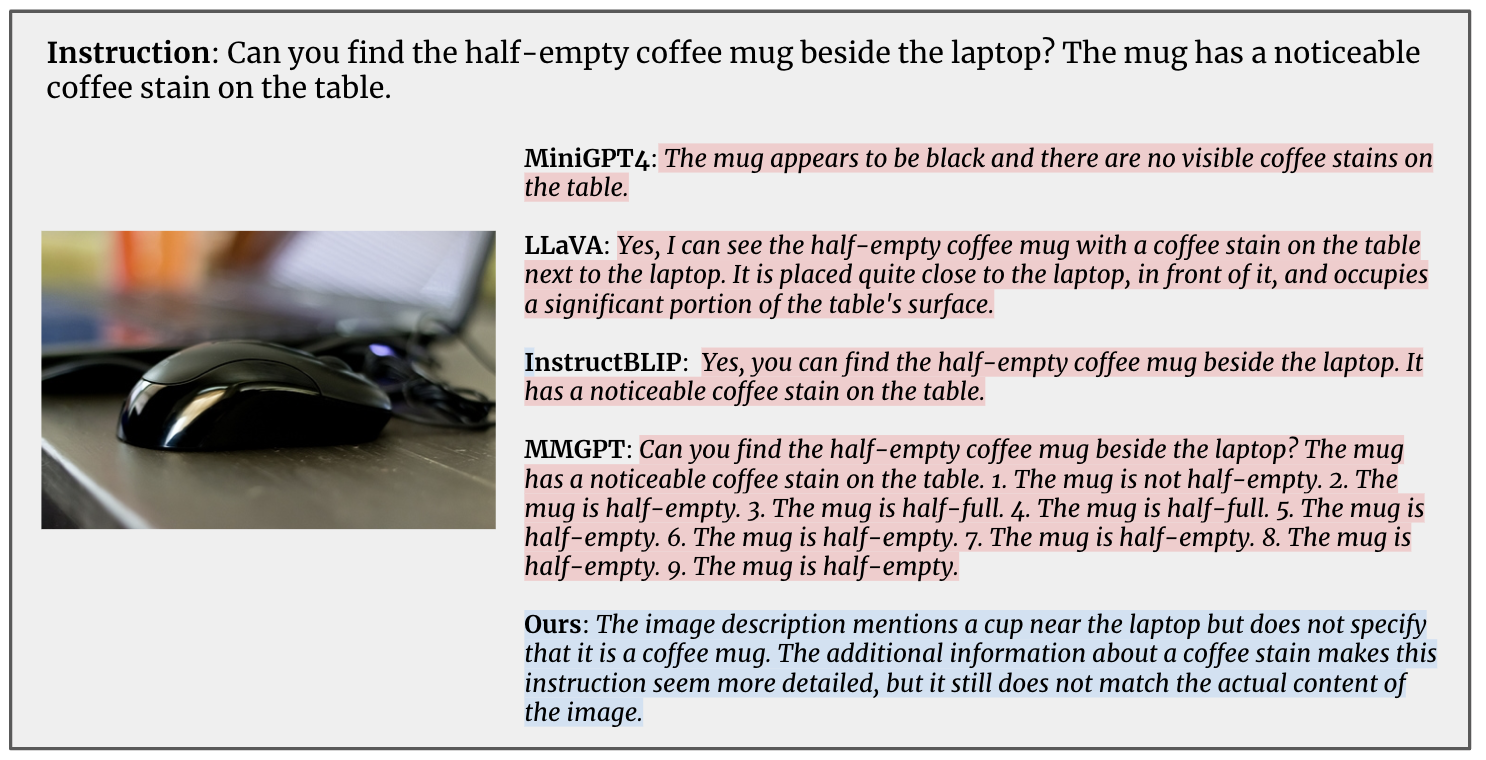 Instruction: Can you find the half-empty coffee mug beside the laptop? The mug has a noticeable
coffee stain on the table.
MiniGPT4: The mug appears to be black and there are no visible coffee stains on
the table.
LLaVA: Yes, I can see the half-empty coffee mug with a coffee stain on the table
next to the laptop. It is placed quite close to the laptop, in front of it, and occupies
a significant portion of the table's surface.
InstructBLIP: Yes, you can find the half-empty coffee mug beside the laptop. It
has a noticeable coffee stain on the table.
MMGPT: Can you find the half-empty coffee mug beside the laptop? The mug
has a noticeable coffee stain on the table. 1. The mug is not half-empty. 2. The
mug is half-empty. 3. The mug is half-full. 4. The mug is half-full. 5. The mug is
half-empty. 6. The mug is half-empty. 7. The mug is half-empty. 8. The mug is
half-empty. 9. The mug is half-empty.
Ours: The image description mentions a cup near the laptop but does not specify
that it is a coffee mug. The additional information about a coffee stain makes this
instruction seem more detailed, but it still does not match the actual content of
the image.